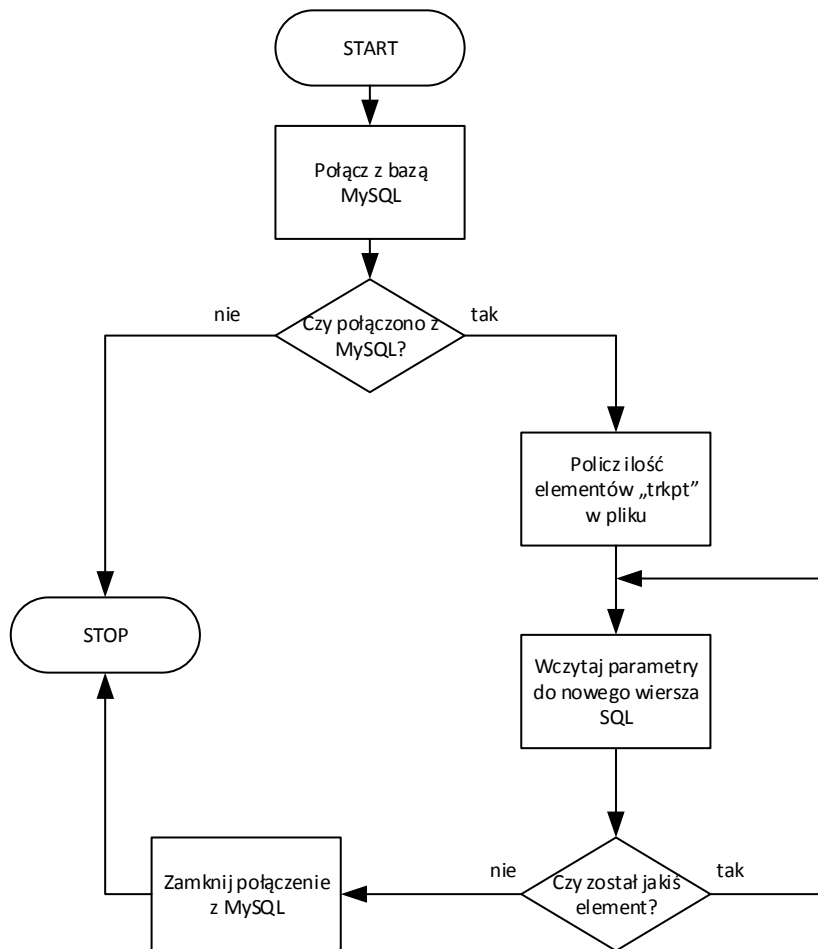 START
Połącz z bazą
MySQL
nie
Czy połączono z
MySQL?
tak
Policz ilość
elementów „trkpt”
w pliku
STOP
Wczytaj parametry
do nowego wiersza
SQL
Zamknij połączenie
z MySQL
nie
Czy został jakiś
element?
tak